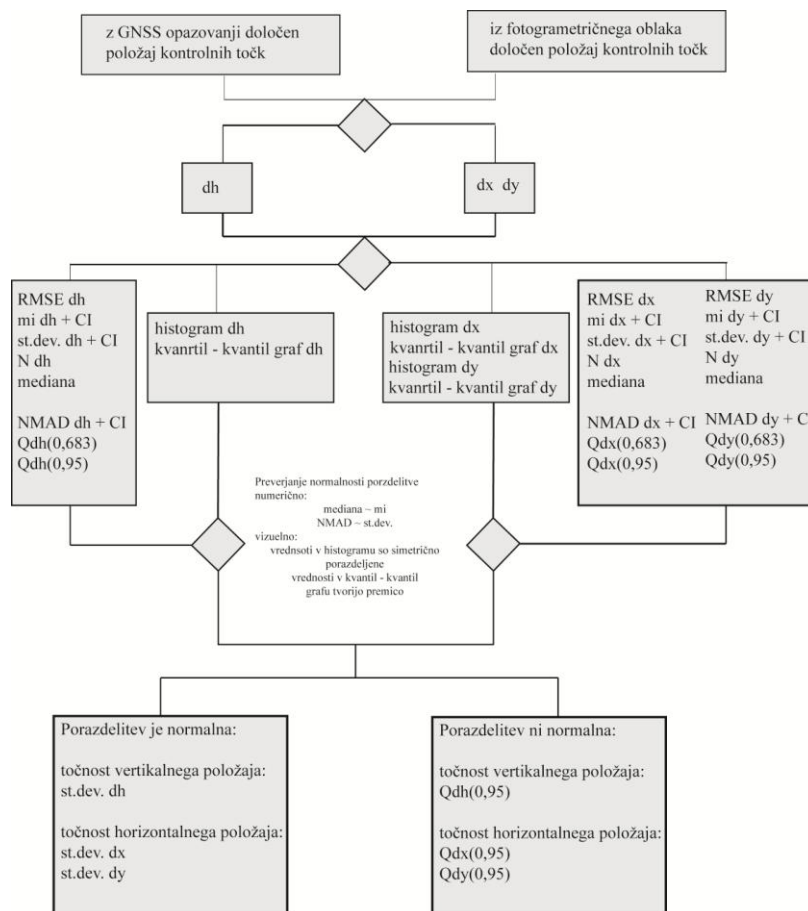 z GNSS opazovanji določen
položaj kontrolnih točk
iz fotogrametričnega oblaka
določen položaj kontrolnih točk
dh
dx dy
RMSE dh
mi dh + CI
st.dev. dh + CI
N dh
mediana
NMAD dh + CI
Qdh(0,683)
Qdh(0,95)
histogram dh
kvanrtil - kvantil graf dh
histogram dx
kvanrtil - kvantil graf dx
histogram dy
kvanrtil - kvantil graf dy
RMSE dx
mi dx + CI
st.dev. dx + CI
N dx
mediana
NMAD dx + CI
Qdx(0,683)
Qdx(0,95)
RMSE dy
mi dy + CI
st.dev. dy + CI
N dy
mediana
NMAD dy + C
Qdy(0,683)
Qdy(0,95)
Preverjanje normalnosti porzdelitve
numerično:
mediana ~ mi
NMAD ~ st.dev.
vizuelno:
vrednsoti v histogramu so simetrično
porazdeljene
vrednosti v kvantil - kvantil
grafu tvorijo premico
Porazdelitev je normalna:
točnost vertikalnega položaja:
st.dev. dh
točnost horizontalnega položaja:
st.dev. dx
st.dev. dy
Porazdelitev ni normalna:
točnost vertikalnega položaja:
Qdh(0,95)
točnost horizontalnega položaja:
Qdx(0,95)
Qdy(0,95)